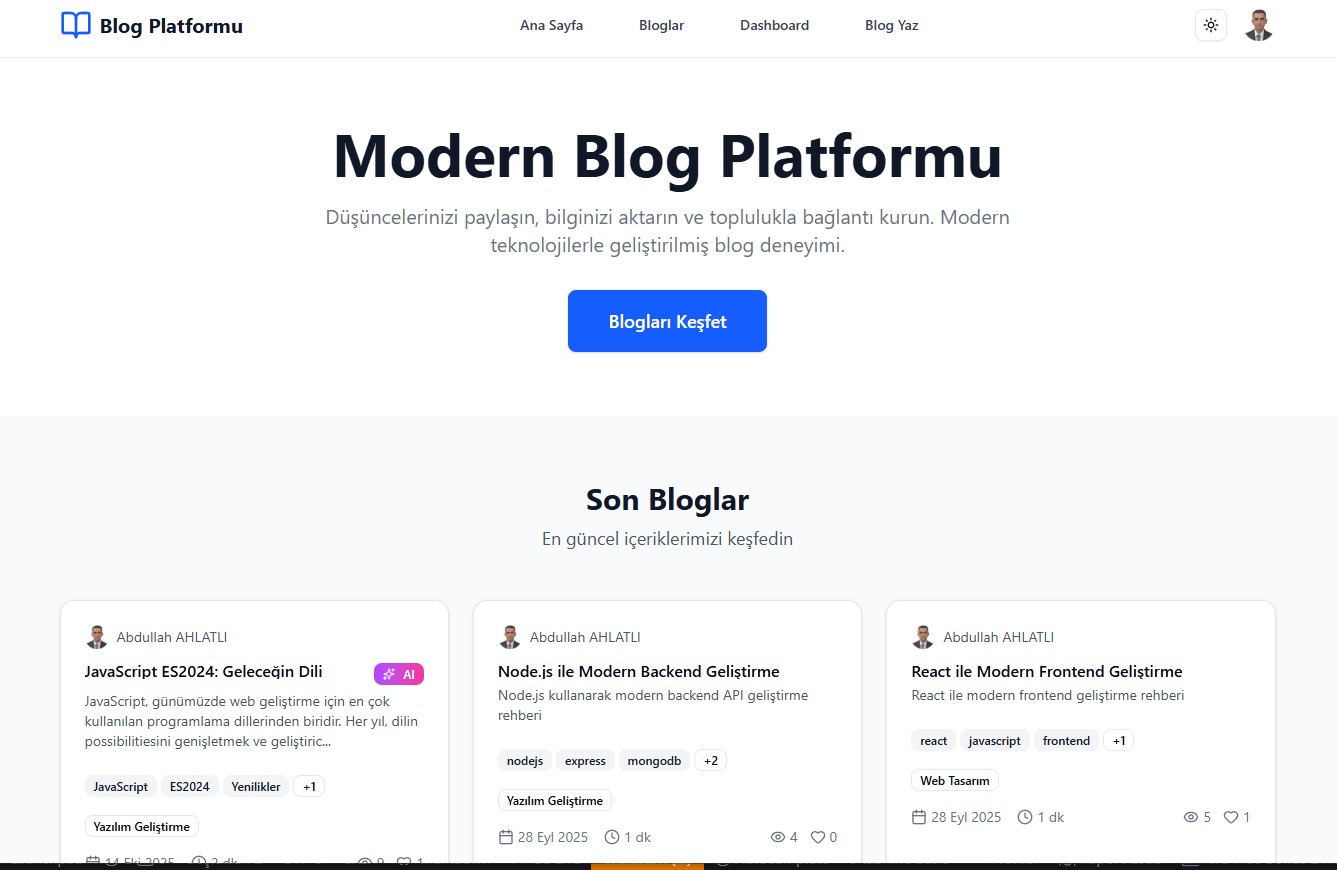 Blog Platformu
Ana Sayfa
Bloglar
Dashboard
Blog Yaz
Modern Blog Platformu
Düşüncelerinizi paylaşın, bilginizi aktarın ve toplulukla bağlantı kurun. Modern
teknolojilerle geliştirilmiş blog deneyimi.
Blogları Keşfet
Son Bloglar
En güncel içeriklerimizi keşfedin
Abdullah AHLATLI
JavaScript ES2024: Geleceğin Dili
AI
JavaScript, günümüzde web geliştirme için en çok
kullanılan programlama dillerinden biridir. Her yıl, dilin
possibilitiesini genişletmek ve geliştiric...
JavaScript
ES2024
Yenilikler
+1
Yazılım Geliştirme
14 Eki 2025
2 dk
9
1
Abdullah AHLATLI
Node.js ile Modern Backend Geliştirme
Node.js kullanarak modern backend API geliştirme
rehberi
nodejs
express
mongodb
+2
Yazılım Geliştirme
28 Eyl 2025
1 dk
4
0
Abdullah AHLATLI
React ile Modern Frontend Geliştirme
React ile modern frontend geliştirme rehberi
react
javascript
frontend
+1
Web Tasarım
28 Eyl 2025
1 dk
5
1